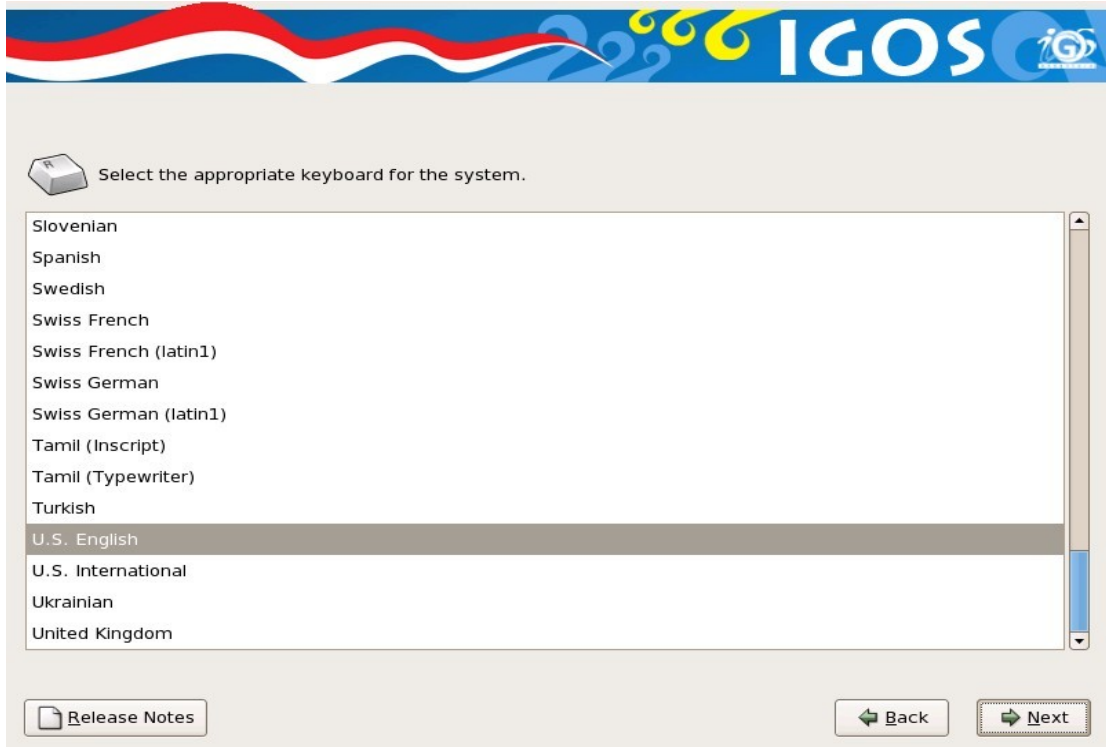 IGOS
iGOS
R
Select the appropriate keyboard for the system.
Slovenian
Spanish
Swedish
Swiss French
Swiss French (latin1)
Swiss German
Swiss German (latin1)
Tamil (Inscript)
Tamil (Typewriter)
Turkish
U.S. English
U.S. International
Ukrainian
United Kingdom
Release Notes
Back
Next